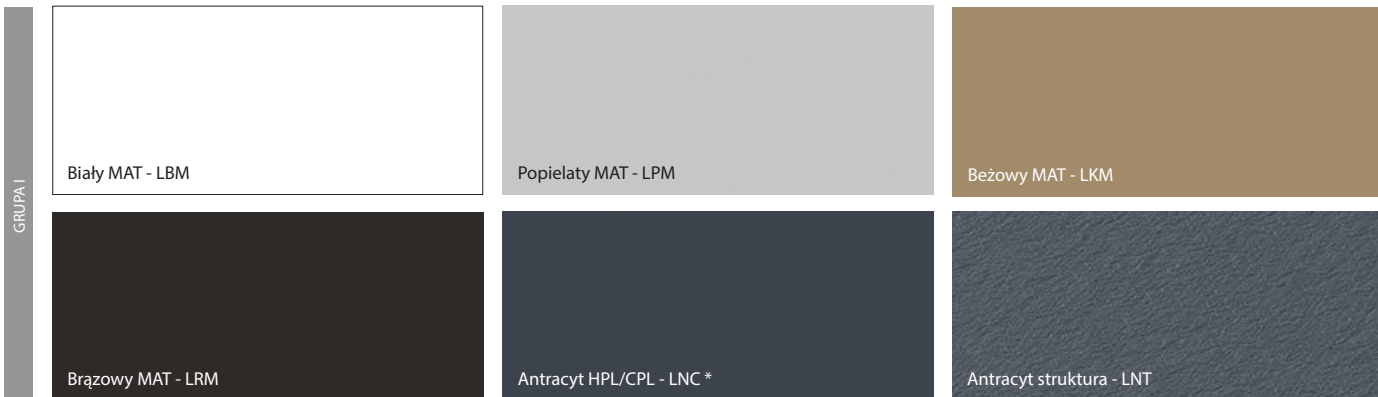 GRUPA I
Biały MAT - LBM
Popielaty MAT - LPM
Beżowy MAT - LKM
Brązowy MAT - LRM
Antracyt HPL/CPL - LNC *
Antracyt struktura - LNT